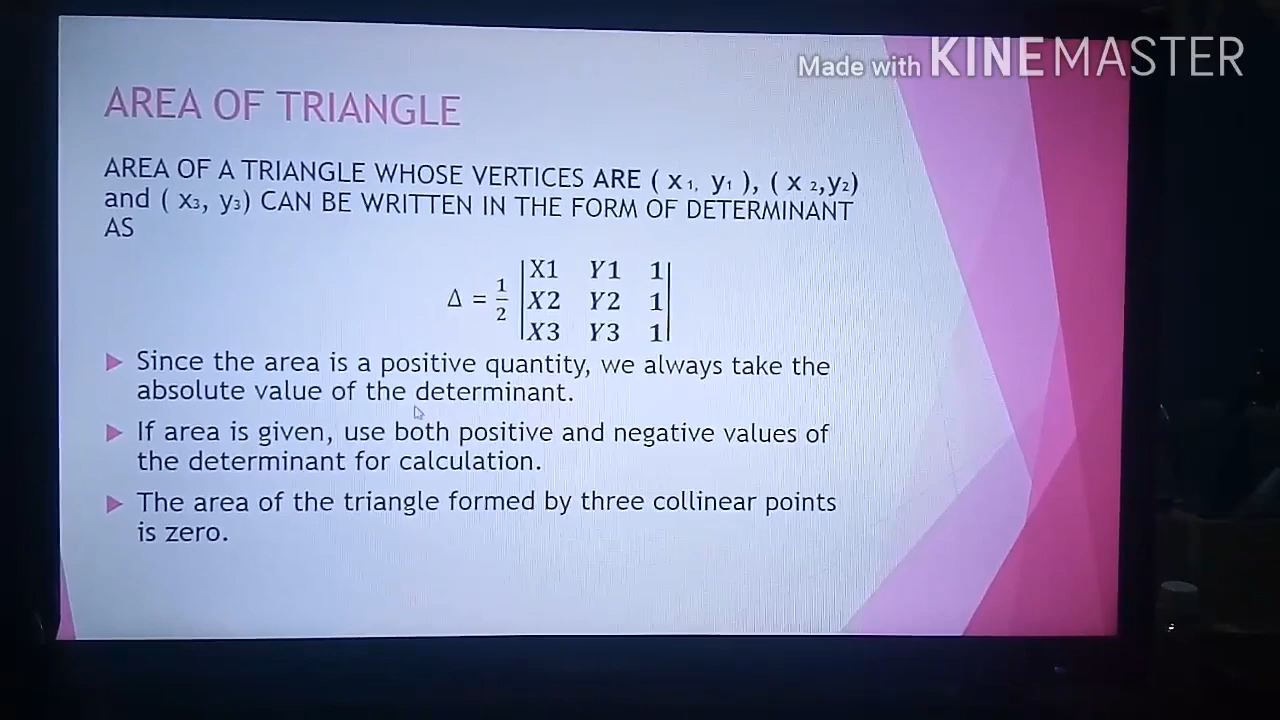 Made with KINEMASTER
AREA OF TRIANGLE
AREA OF A TRIANGLE WHOSE VERTICES ARE ( x 1, y1 ), ( x 2,y2)
and ( x3, y3) CAN BE WRITTEN IN THE FORM OF DETERMINANT
AS
Δ = 1/2 |X1 Y1 1|
|X2 Y2 1|
|X3 Y3 1|
Since the area is a positive quantity, we always take the
absolute value of the determinant.
If area is given, use both positive and negative values of
the determinant for calculation.
The area of the triangle formed by three collinear points
is zero.